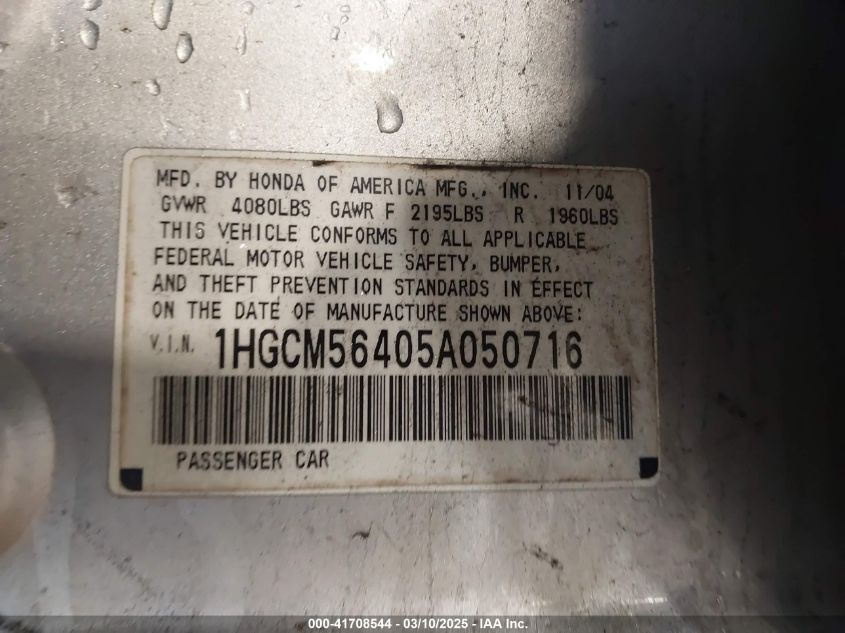 MFD. BY HONDA OF AMERICA MFG., INC. 11/04
GVWR 4080LBS GAWR F 2195LBS R 1960LBS
THIS VEHICLE CONFORMS TO ALL APPLICABLE
FEDERAL MOTOR VEHICLE SAFETY, BUMPER,
AND THEFT PREVENTION STANDARDS IN EFFECT
ON THE DATE OF MANUFACTURE SHOWN ABOVE:
V.I.N. 1HGCM56405A050716
PASSENGER CAR
000-41708544 — 03/10/2025 — IAA Inc.